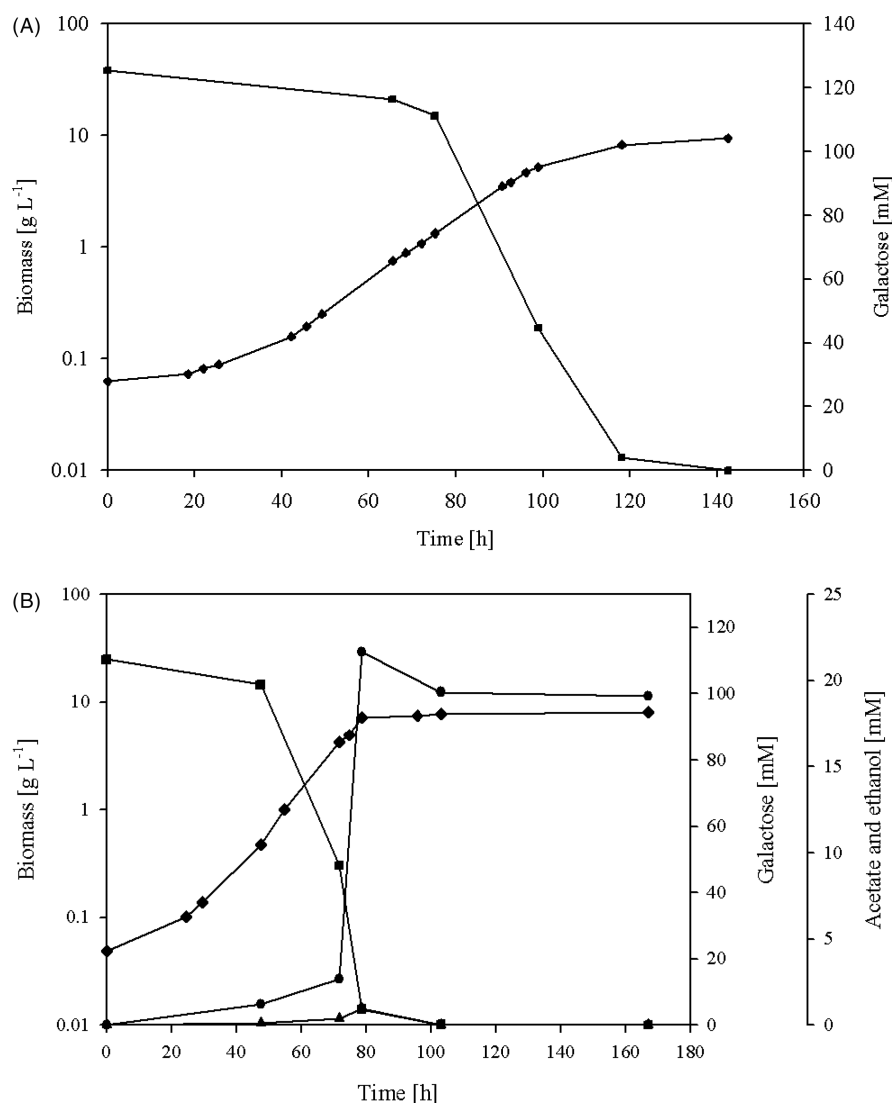 (A)
100
10
1
0.1
0.01
Biomass [g L-1]
140
120
100
80
60
40
20
0
Galactose [mM]
0 20 40 60 80 100 120 140 160
Time [h]
(B)
100
10
1
0.1
0.01
Biomass [g L-1]
120
100
80
60
40
20
0
Galactose [mM]
25
20
15
10
5
0
Acetate and ethanol [mM]
0 20 40 60 80 100 120 140 160 180
Time [h]